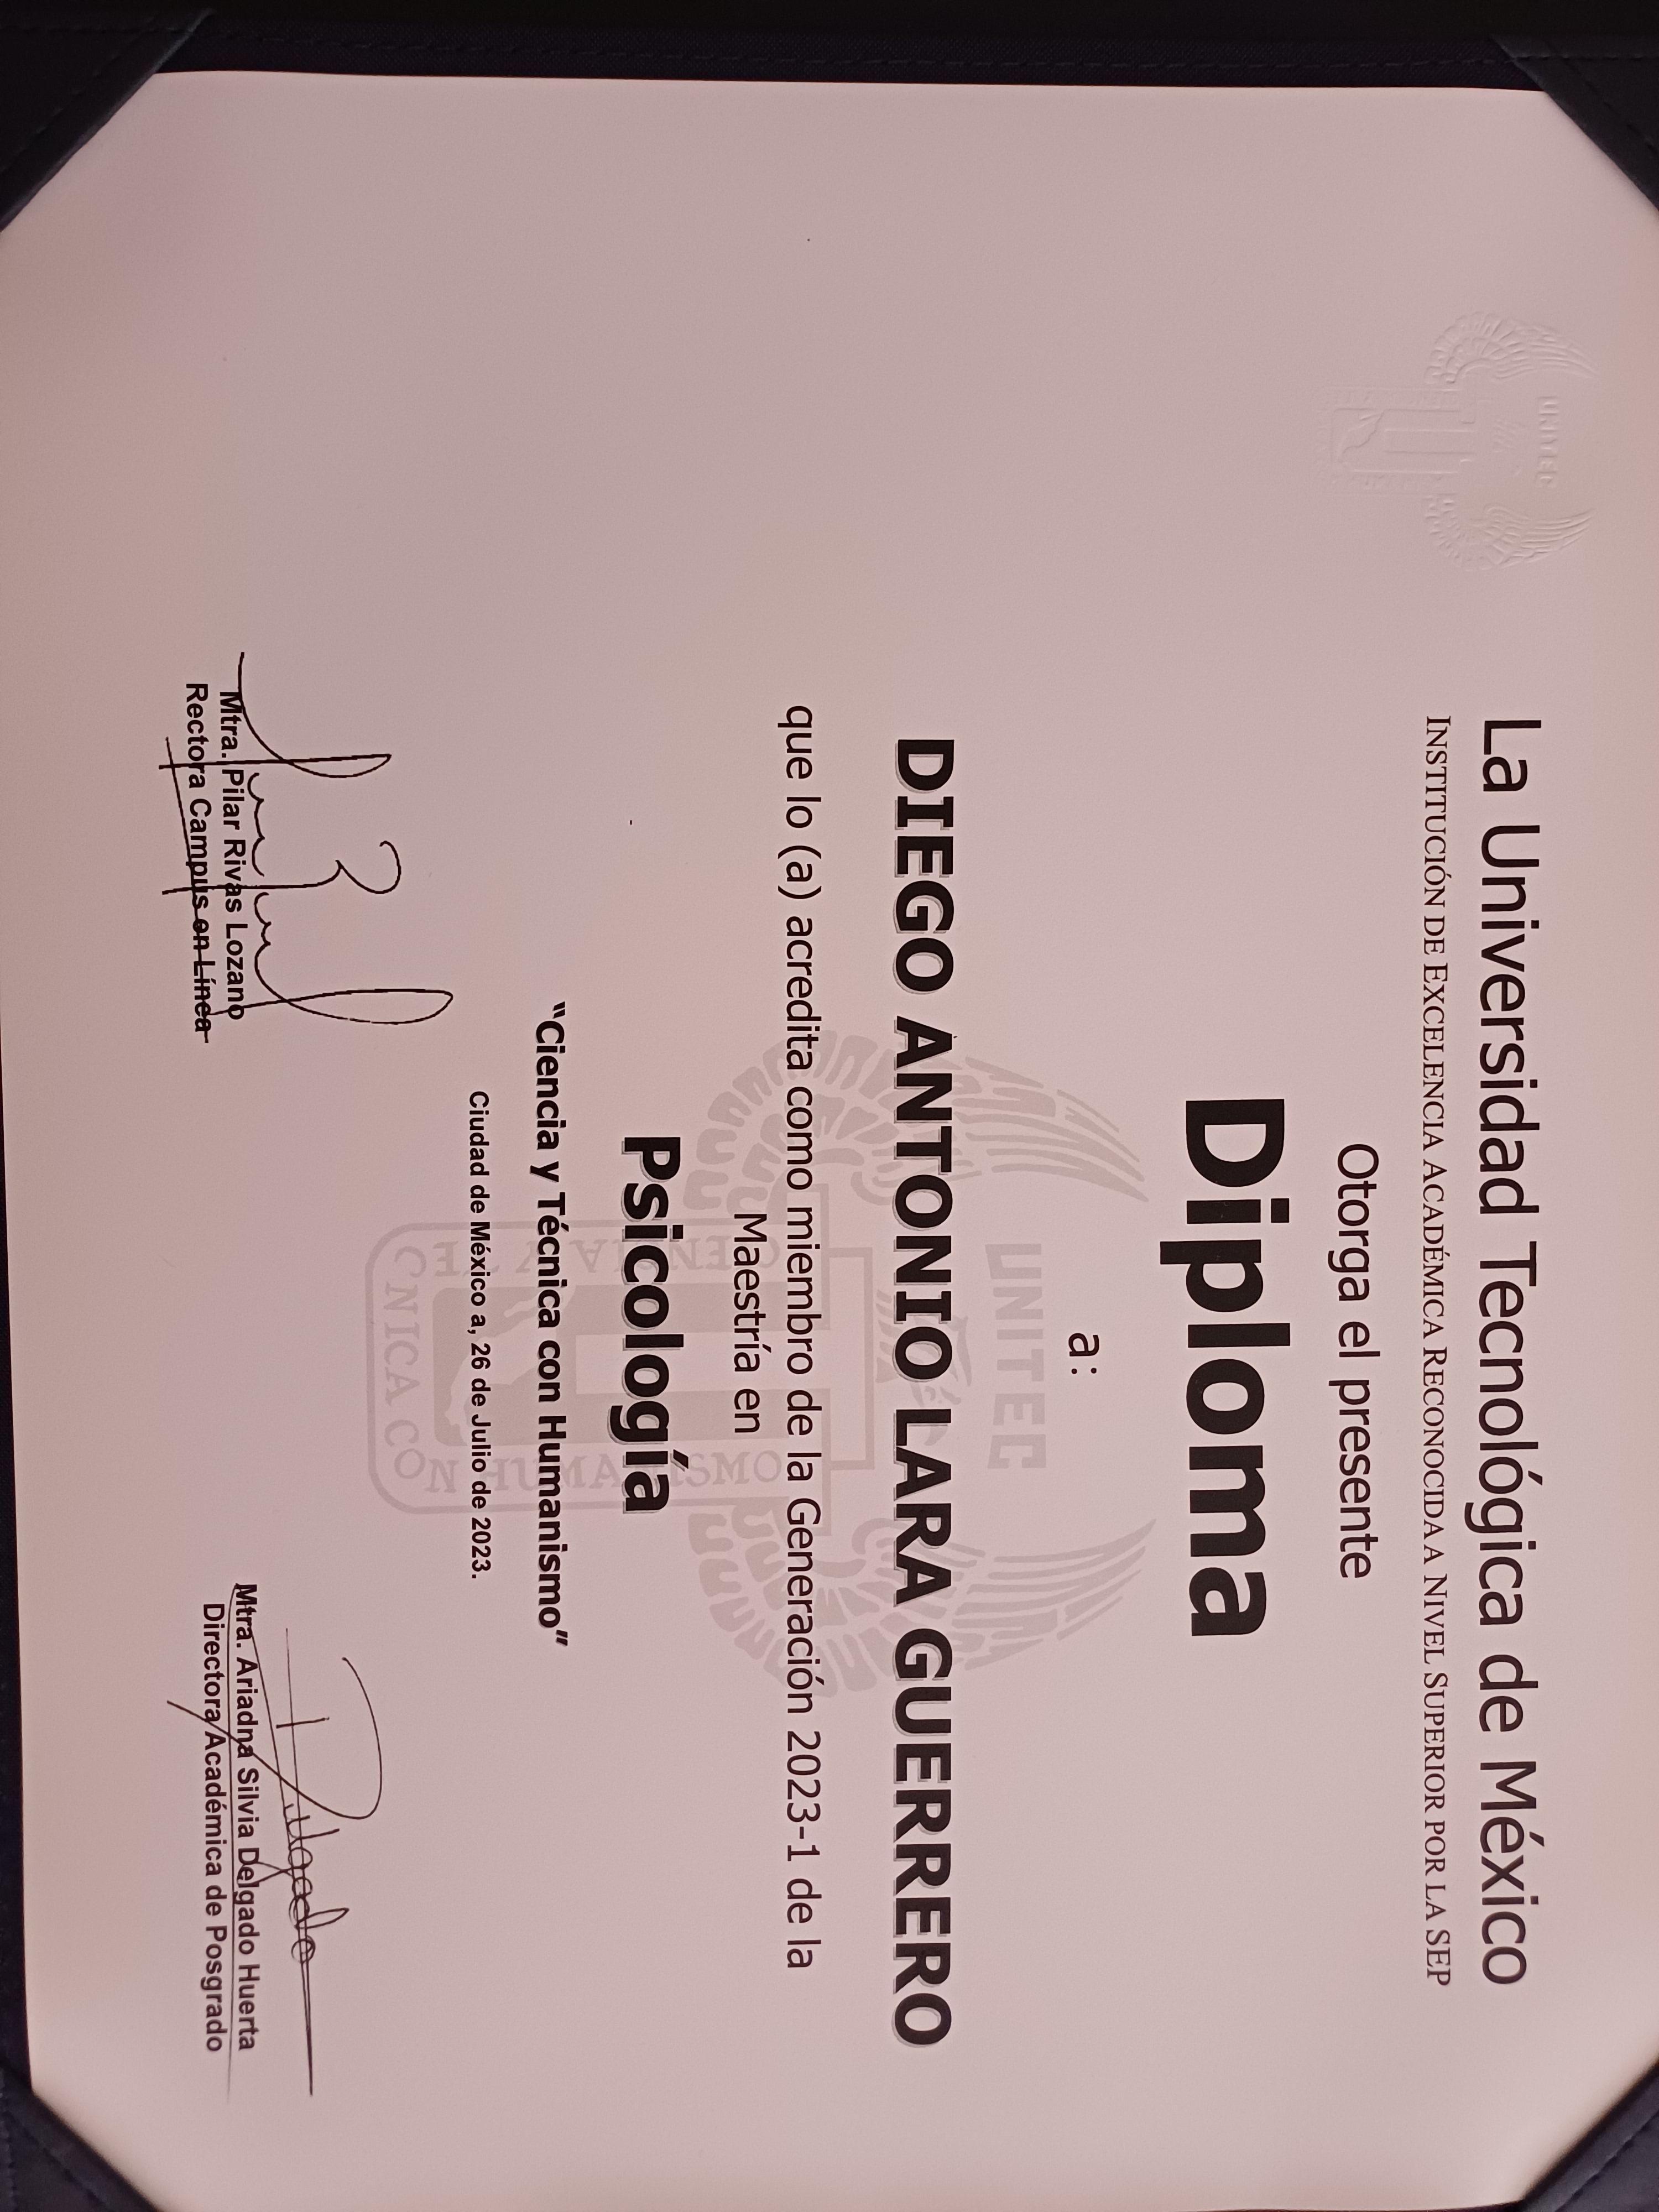 UNITEC
La Universidad Tecnológica de México
INSTITUCIÓN DE EXCELENCIA ACADÉMICA RECONOCIDA A NIVEL SUPERIOR POR LA SEP
Otorga el presente
Diploma
a:
UNITEC
DIEGO ANTONIO LARA GUERRERO
que lo (a) acredita como miembro de la Generación 2023-1 de la
Maestría en
Psicología
"Ciencia y Técnica con Humanismo"
Ciudad de México a, 26 de Julio de 2023.
Mtra. Pilar Rivas Lozano
Rectora Campus en Línea
Mtra. Ariadna Silvia Delgado Huerta
Directora Académica de Posgrado